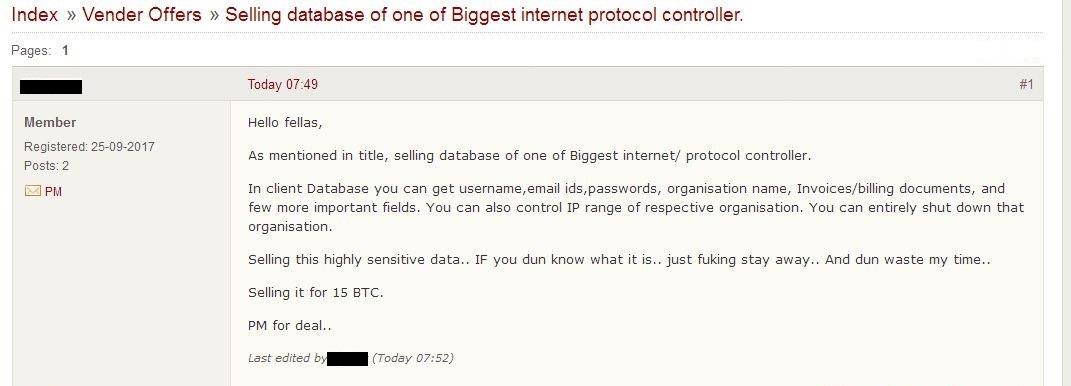 Index » Vender Offers » Selling database of one of Biggest internet protocol controller.
Pages: 1
Today 07:49 #1
Member
Registered: 25-09-2017
Posts: 2
PM
Hello fellas,
As mentioned in title, selling database of one of Biggest internet/ protocol controller.
In client Database you can get username,email ids,passwords, organisation name, Invoices/billing documents, and
few more important fields. You can also control IP range of respective organisation. You can entirely shut down that
organisation.
Selling this highly sensitive data.. IF you dun know what it is.. just fuking stay away.. And dun waste my time..
Selling it for 15 BTC.
PM for deal..
Last edited by (Today 07:52)